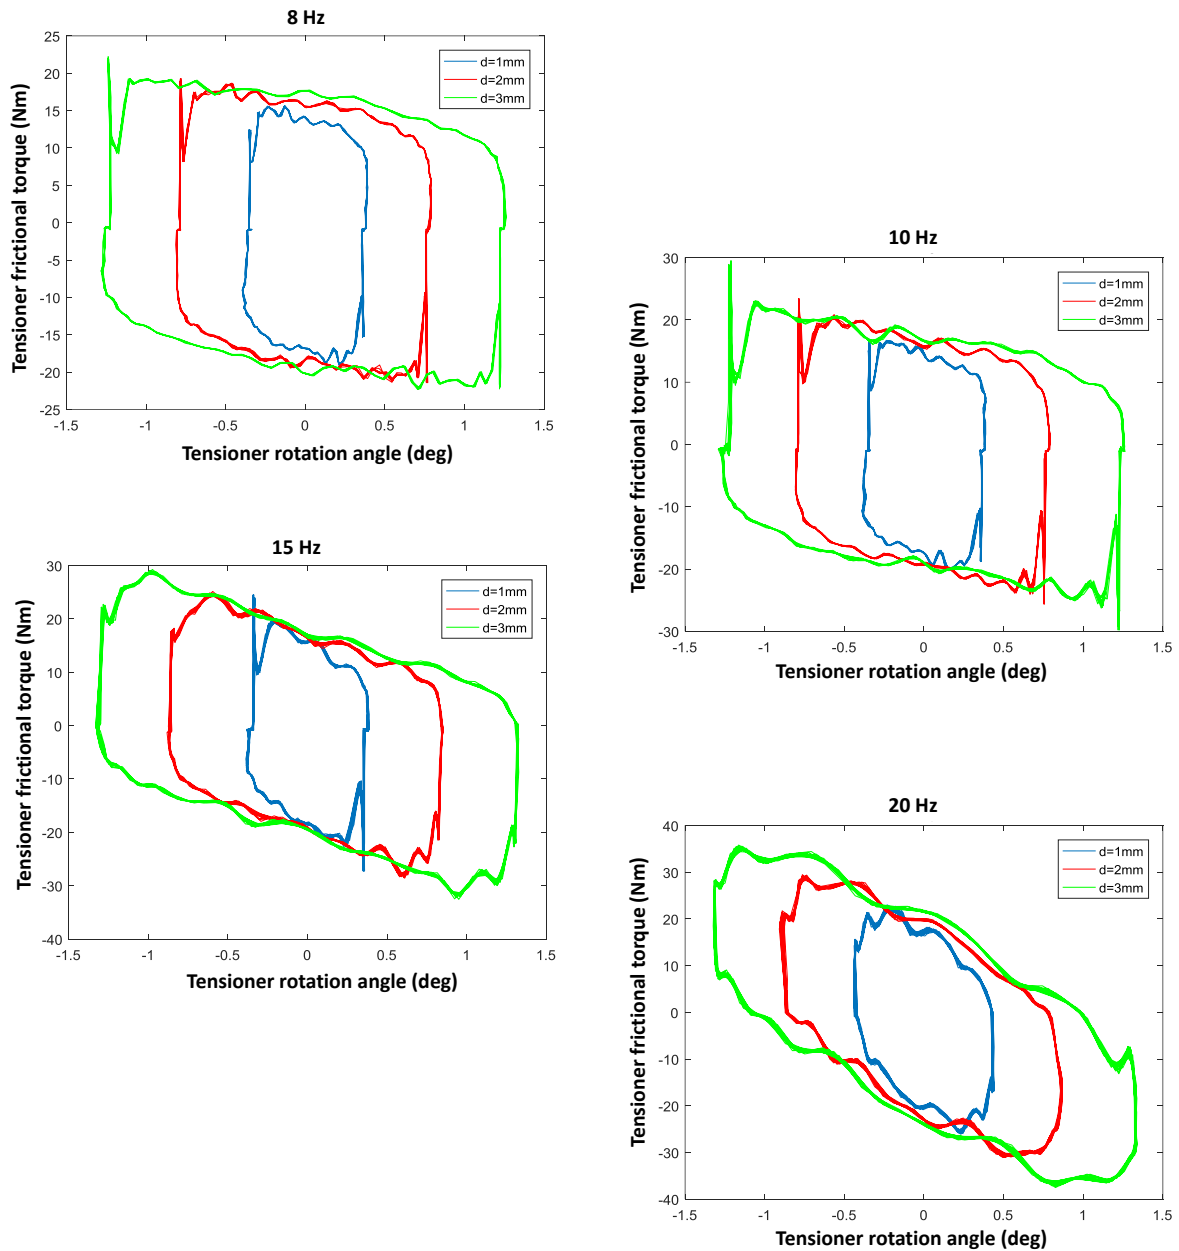 8 Hz
25
20
15
10
5
0
-5
-10
-15
-20
-25
-1.5 -1 -0.5 0 0.5 1 1.5
d=1mm
d=2mm
d=3mm
Tensioner frictional torque (Nm)
Tensioner rotation angle (deg)
10 Hz
30
20
10
0
-10
-20
-30
-1.5 -1 -0.5 0 0.5 1 1.5
d=1mm
d=2mm
d=3mm
Tensioner frictional torque (Nm)
Tensioner rotation angle (deg)
15 Hz
30
20
10
0
-10
-20
-30
-40
-1.5 -1 -0.5 0 0.5 1 1.5
d=1mm
d=2mm
d=3mm
Tensioner frictional torque (Nm)
Tensioner rotation angle (deg)
20 Hz
40
30
20
10
0
-10
-20
-30
-40
-1.5 -1 -0.5 0 0.5 1 1.5
d=1mm
d=2mm
d=3mm
Tensioner frictional torque (Nm)
Tensioner rotation angle (deg)